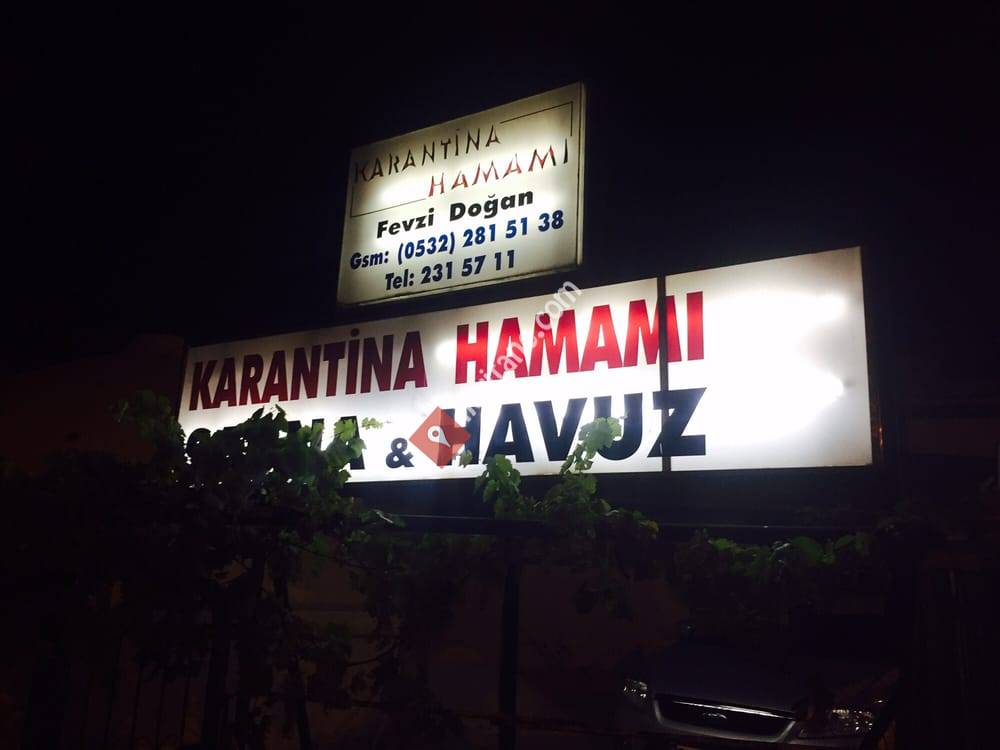 KARANTİNA
HAMAMI
Fevzi Doğan
Gsm: (0532) 281 51 38
Tel: 231 57 11
KARANTİNA HAMAMI
& HAVUZ